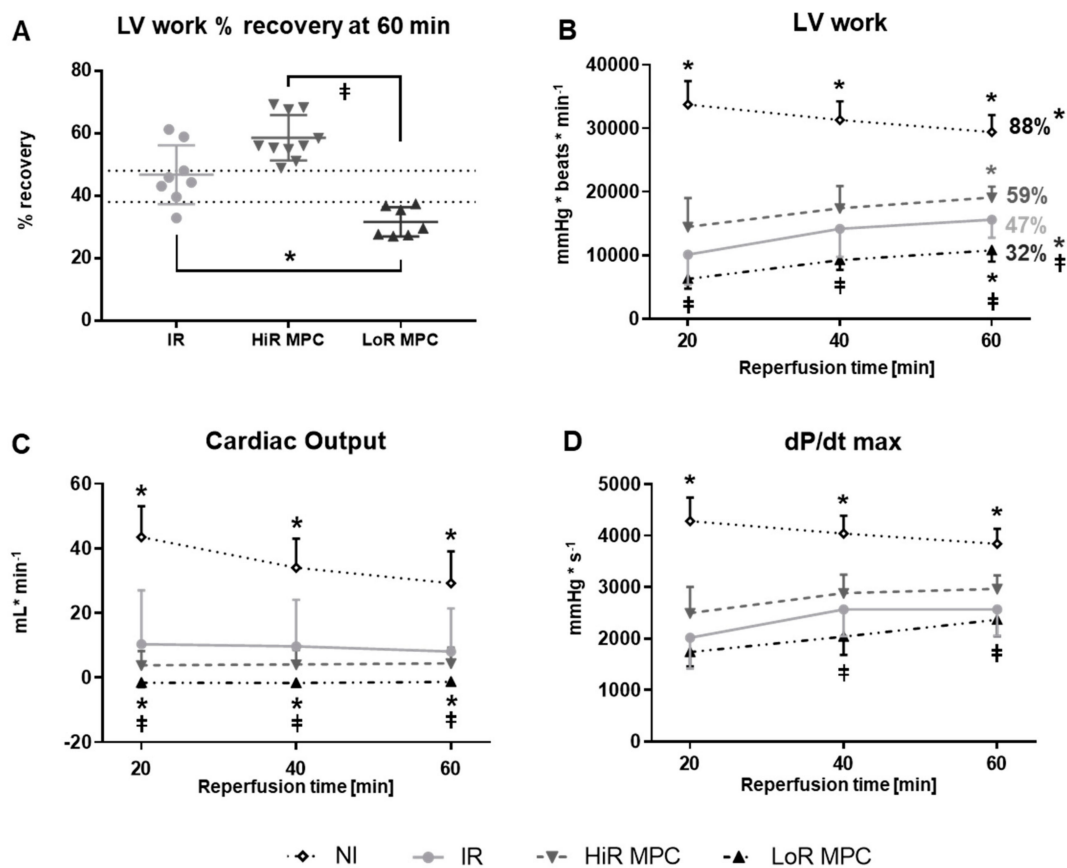 A
LV work % recovery at 60 min
80
60
40
20
0
% recovery
‡
*
IR
HiR MPC
LoR MPC
B
LV work
40000
30000
20000
10000
0
mmHg * beats * min-1
* * *
88% *
*
59%
47%
32% * ‡
*
‡ ‡ ‡
20
40
60
Reperfusion time [min]
C
Cardiac Output
60
40
20
0
-20
mL* min-1
* * *
* * *
‡ ‡ ‡
20
40
60
Reperfusion time [min]
D
dP/dt max
5000
4000
3000
2000
1000
0
mmHg * s-1
* * *
‡ ‡
20
40
60
Reperfusion time [min]
NI
IR
HiR MPC
LoR MPC